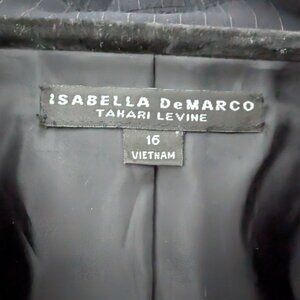 ISABELLA DeMARCO
TAHARI LEVINE
16
VIETNAM